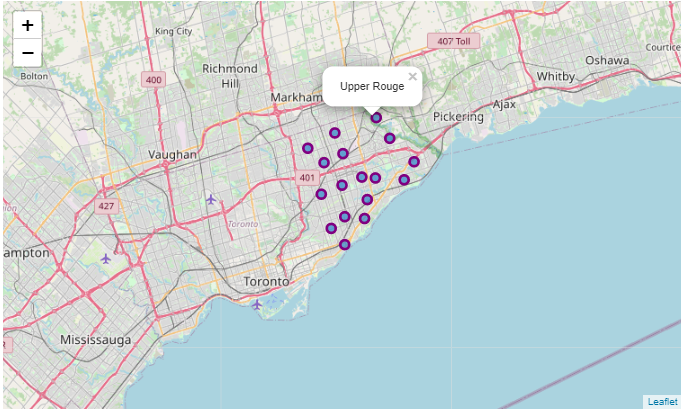 +
−
King City
407 Toll
Oshawa
Courtice
Bolton
400
Richmond
Hill
Whitby
×
Upper Rouge
Markham
Ajax
Pickering
Vaughan
401
427
Toronto
ampton
Toronto
Mississauga
R
Leaflet